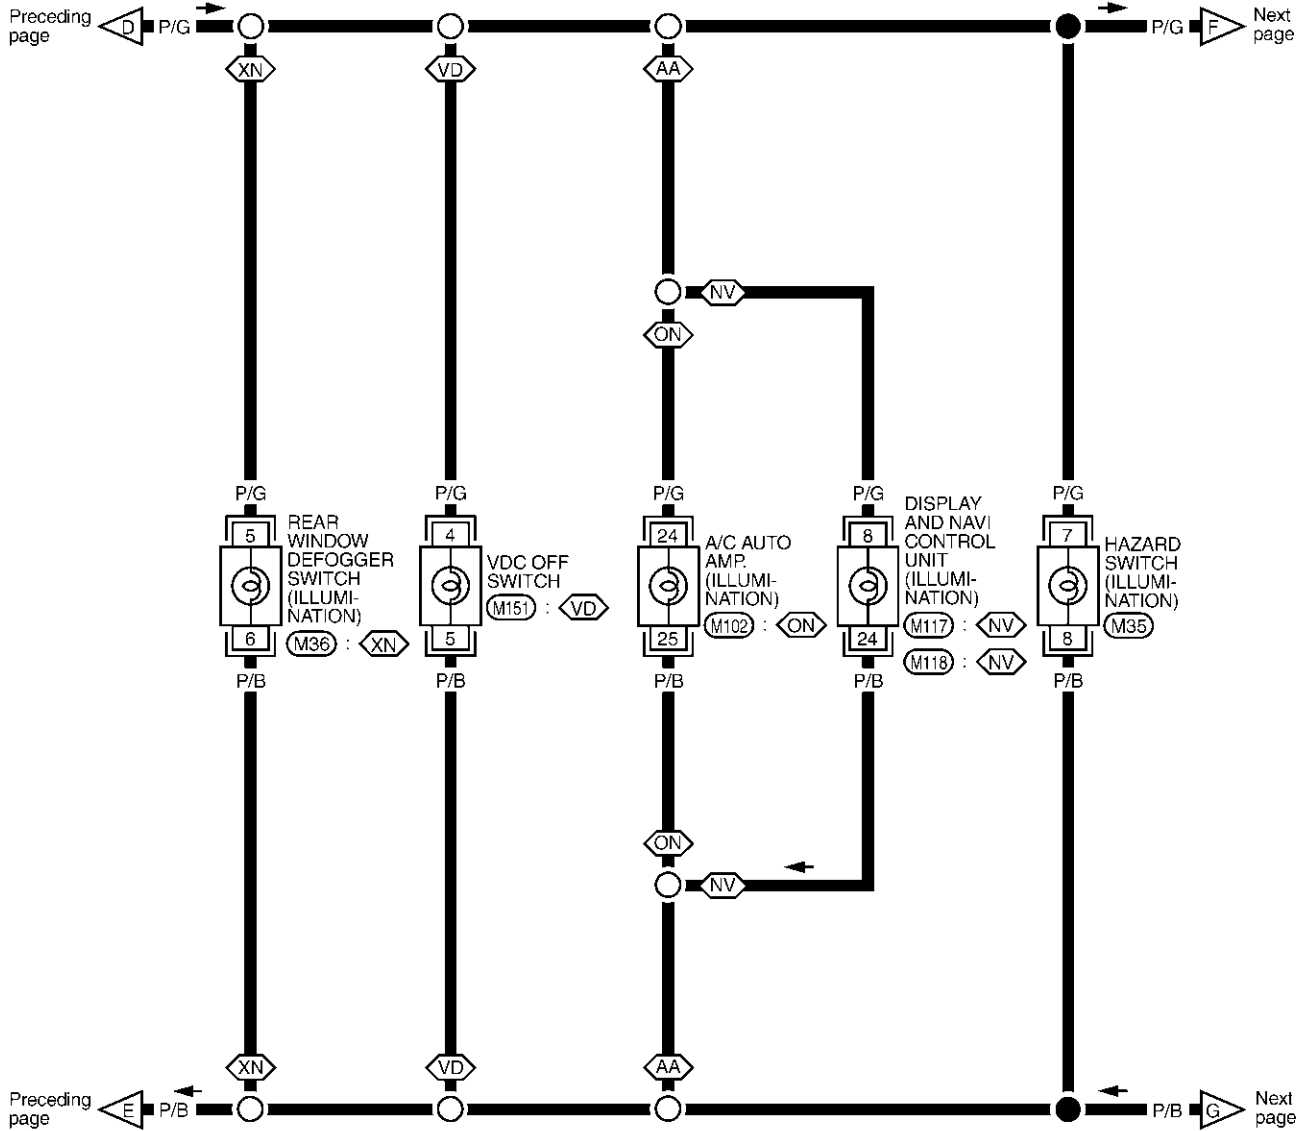 Preceding
page
D
P/G
P/G
F
Next
page
XN
VD
AA
NV
ON
P/G
P/G
P/G
P/G
P/G
5
4
24
8
7
REAR
WINDOW
DEFOGGER
SWITCH
(ILLUMI-
NATION)
M36 : XN
VDC OFF
SWITCH
M151 : VD
A/C AUTO
AMP.
(ILLUMI-
NATION)
M102 : ON
DISPLAY
AND NAVI
CONTROL
UNIT
(ILLUMI-
NATION)
M117 : NV
M118 : NV
HAZARD
SWITCH
(ILLUMI-
NATION)
M35
6
5
25
24
8
P/B
P/B
P/B
P/B
P/B
ON
NV
XN
VD
AA
Preceding
page
E
P/B
P/B
G
Next
page